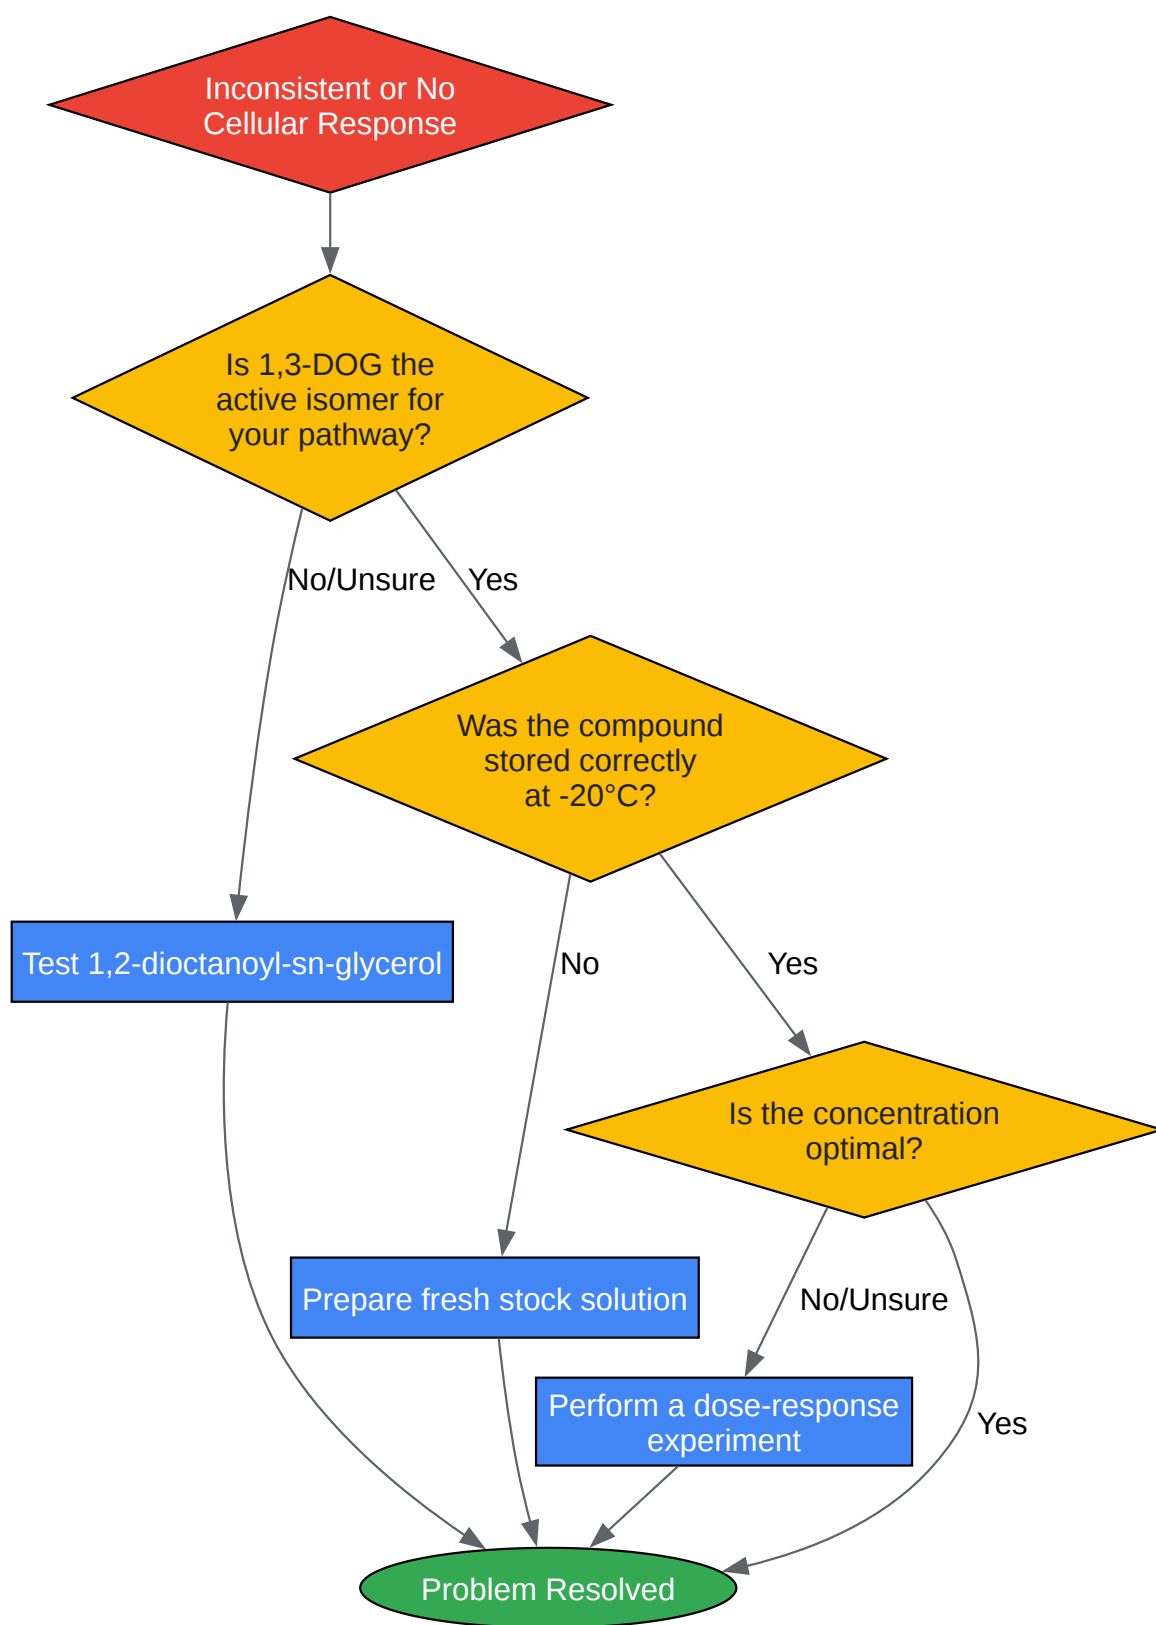 Inconsistent or No
Cellular Response
Is 1,3-DOG the
active isomer for
your pathway?
No/Unsure
Yes
Was the compound
stored correctly
at -20°C?
Test 1,2-dioctanoyl-sn-glycerol
No
Yes
Is the concentration
optimal?
Prepare fresh stock solution
No/Unsure
Perform a dose-response
experiment
Yes
Problem Resolved